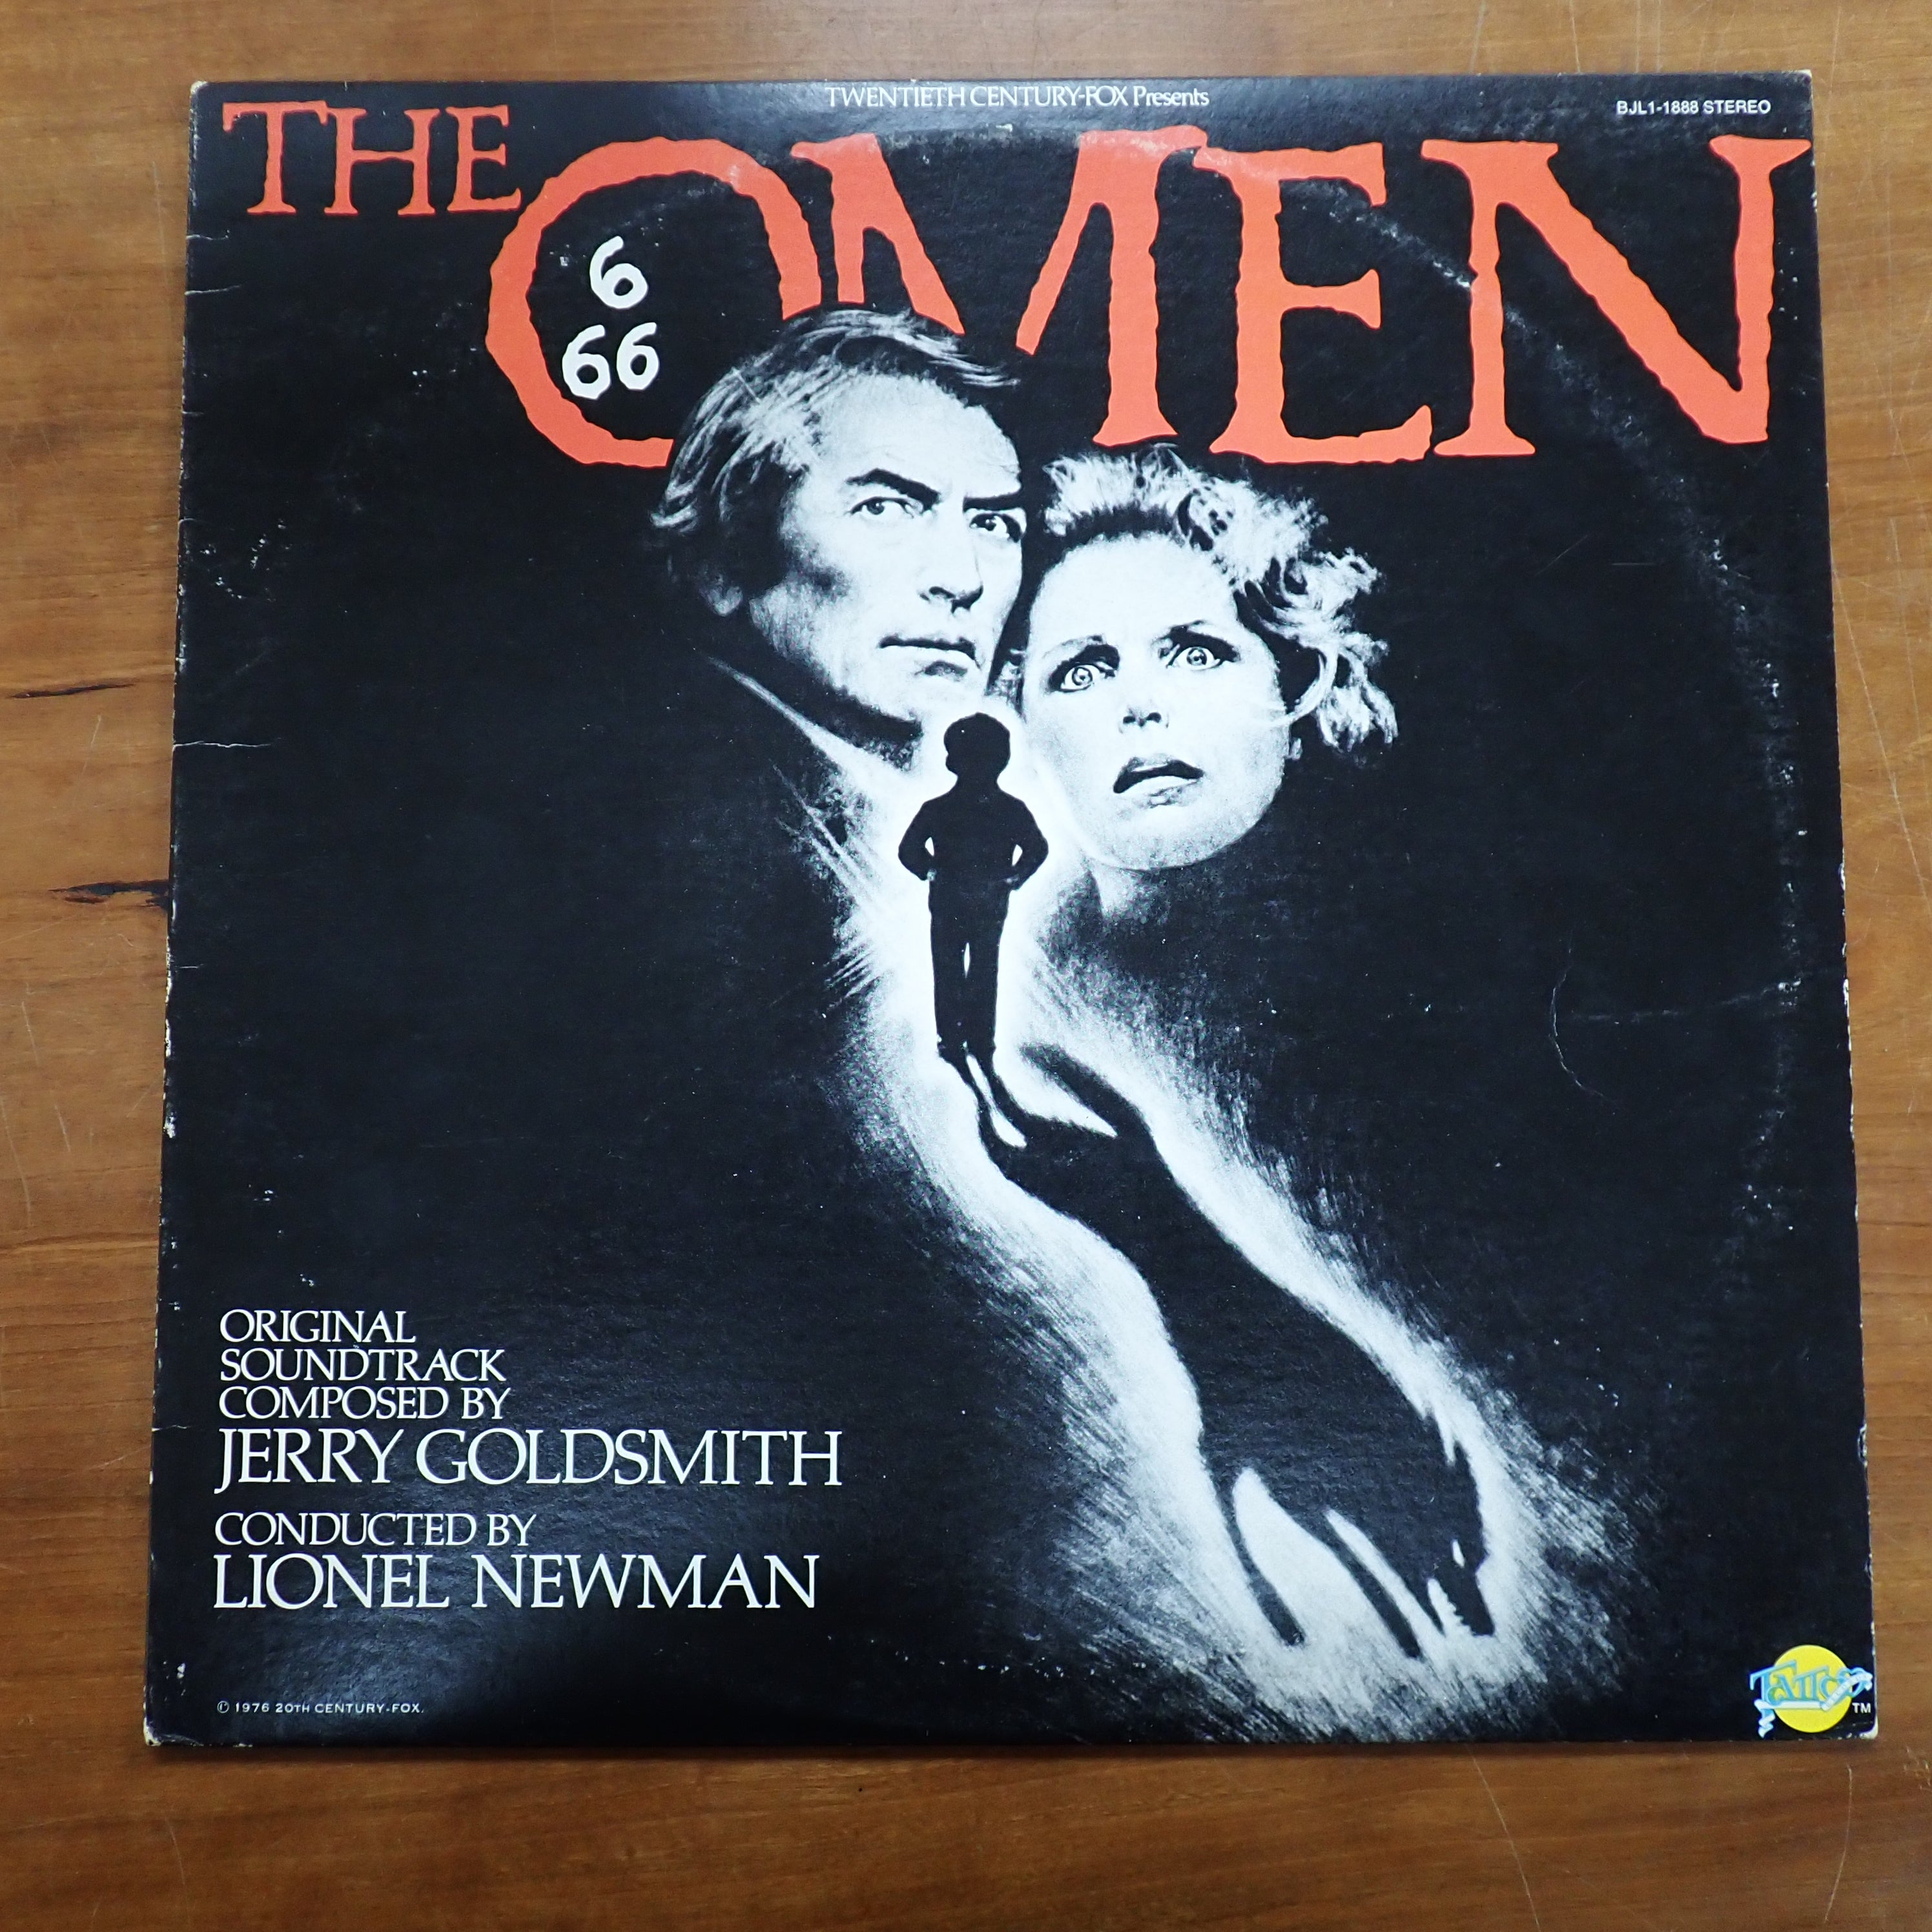 TWENTIETH CENTURY-FOX Presents
BJL1-1888 STEREO
THE OMEN
6
66
ORIGINAL
SOUNDTRACK
COMPOSED BY
JERRY GOLDSMITH
CONDUCTED BY
LIONEL NEWMAN
℗ 1976 20TH CENTURY-FOX.
TATTOO
TM